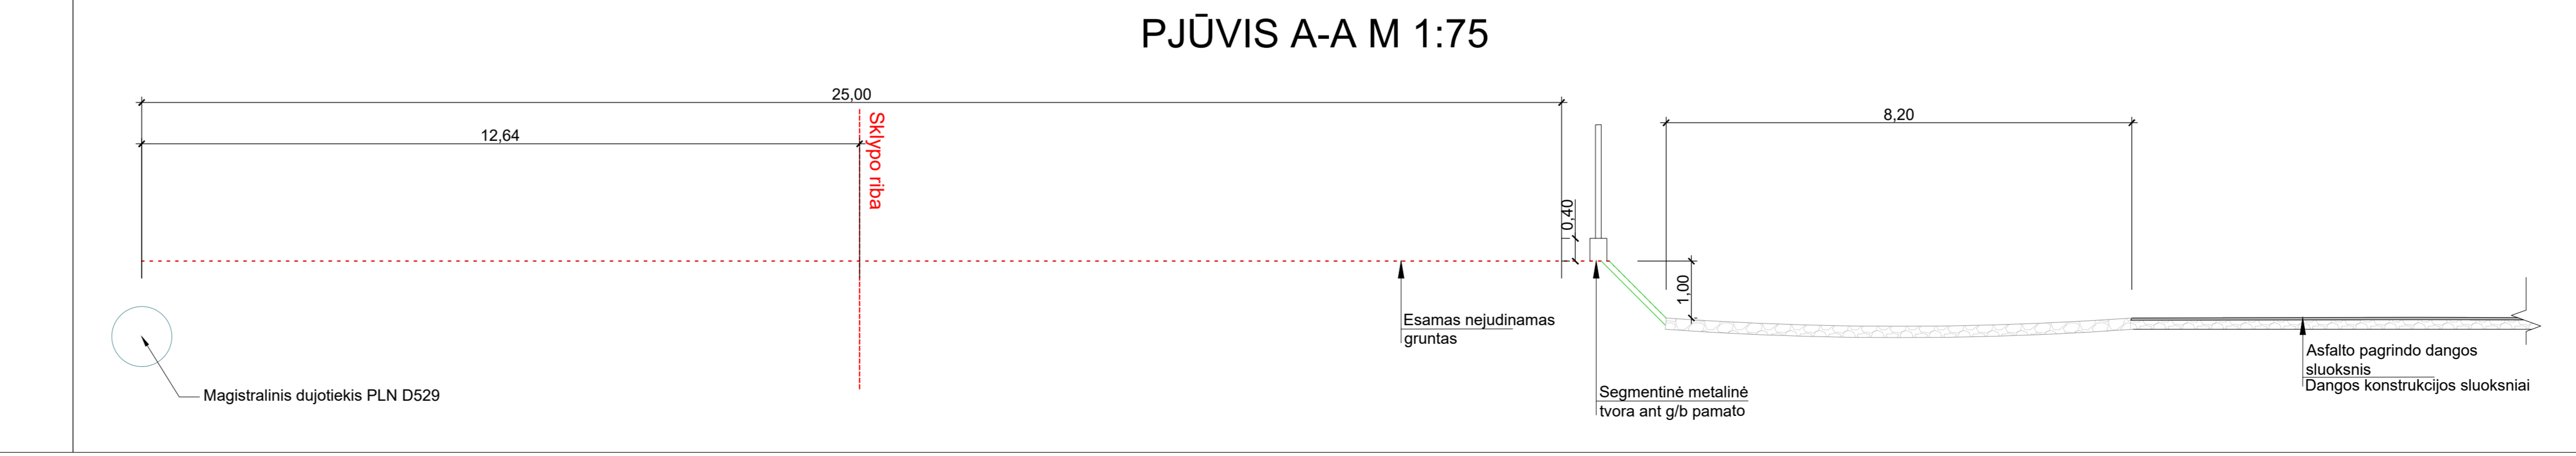 PJŪVIS A-A M 1:75
25,00
12,64
8,20
Sklypo riba
0,40
1,00
Esamas nejudinamas
gruntas
Asfalto pagrindo dangos
sluoksnis
Dangos konstrukcijos sluoksniai
Magistralinis dujotiekis PLN D529
Segmentinė metalinė
tvora ant g/b pamato